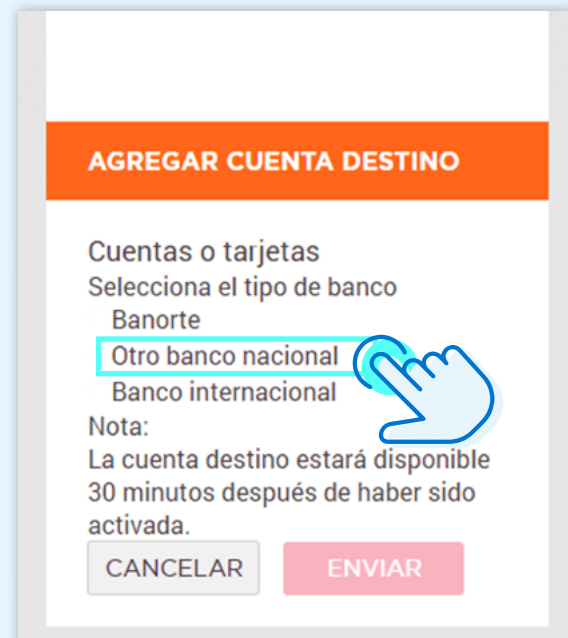 AGREGAR CUENTA DESTINO
Cuentas o tarjetas
Selecciona el tipo de banco
Banorte
Otro banco nacional
Banco internacional
Nota:
La cuenta destino estará disponible
30 minutos después de haber sido
activada.
CANCELAR ENVIAR